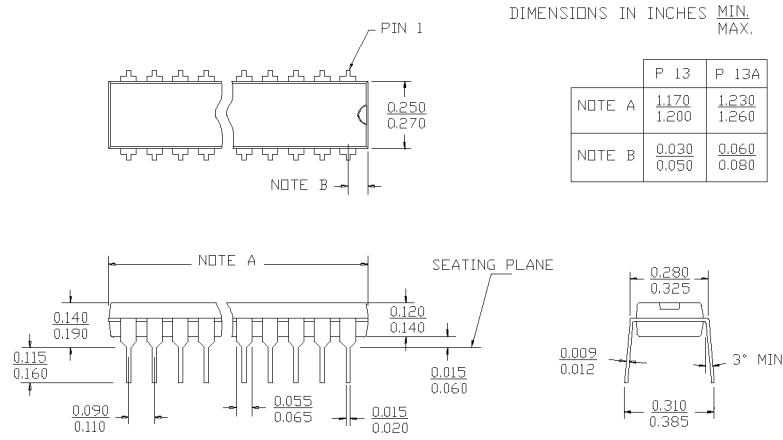 DIMENSIONS IN INCHES MIN.
MAX.
PIN 1
P 13 P 13A
NOTE A 1.170 1.230
1.200 1.260
NOTE B 0.030 0.060
0.050 0.080
0.250
0.270
NOTE B
NOTE A
SEATING PLANE
0.140
0.190
0.120
0.140
0.115
0.160
0.015
0.060
0.090
0.110
0.055
0.065
0.015
0.020
0.280
0.325
0.009
0.012
3° MIN
0.310
0.385